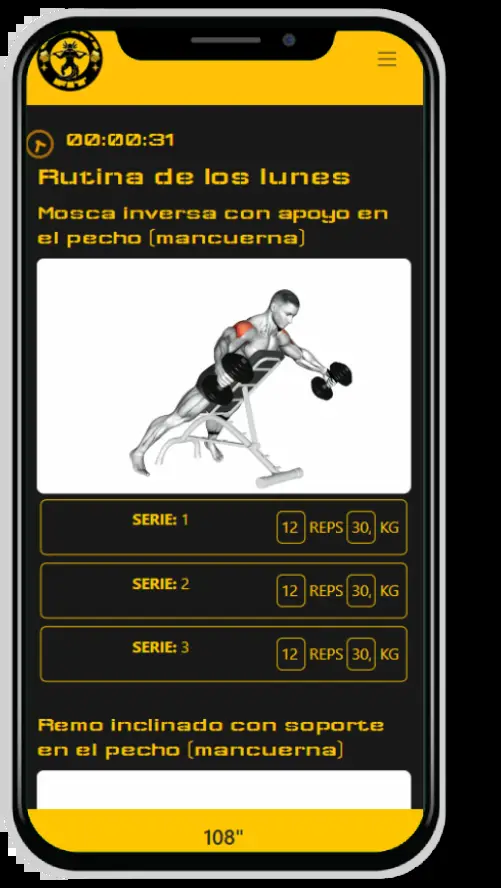 00:00:31
Rutina de los lunes
Mosca inversa con apoyo en
el pecho (mancuerna)
SERIE: 1 12 REPS 30, KG
SERIE: 2 12 REPS 30, KG
SERIE: 3 12 REPS 30, KG
Remo inclinado con soporte
en el pecho (mancuerna)
108"